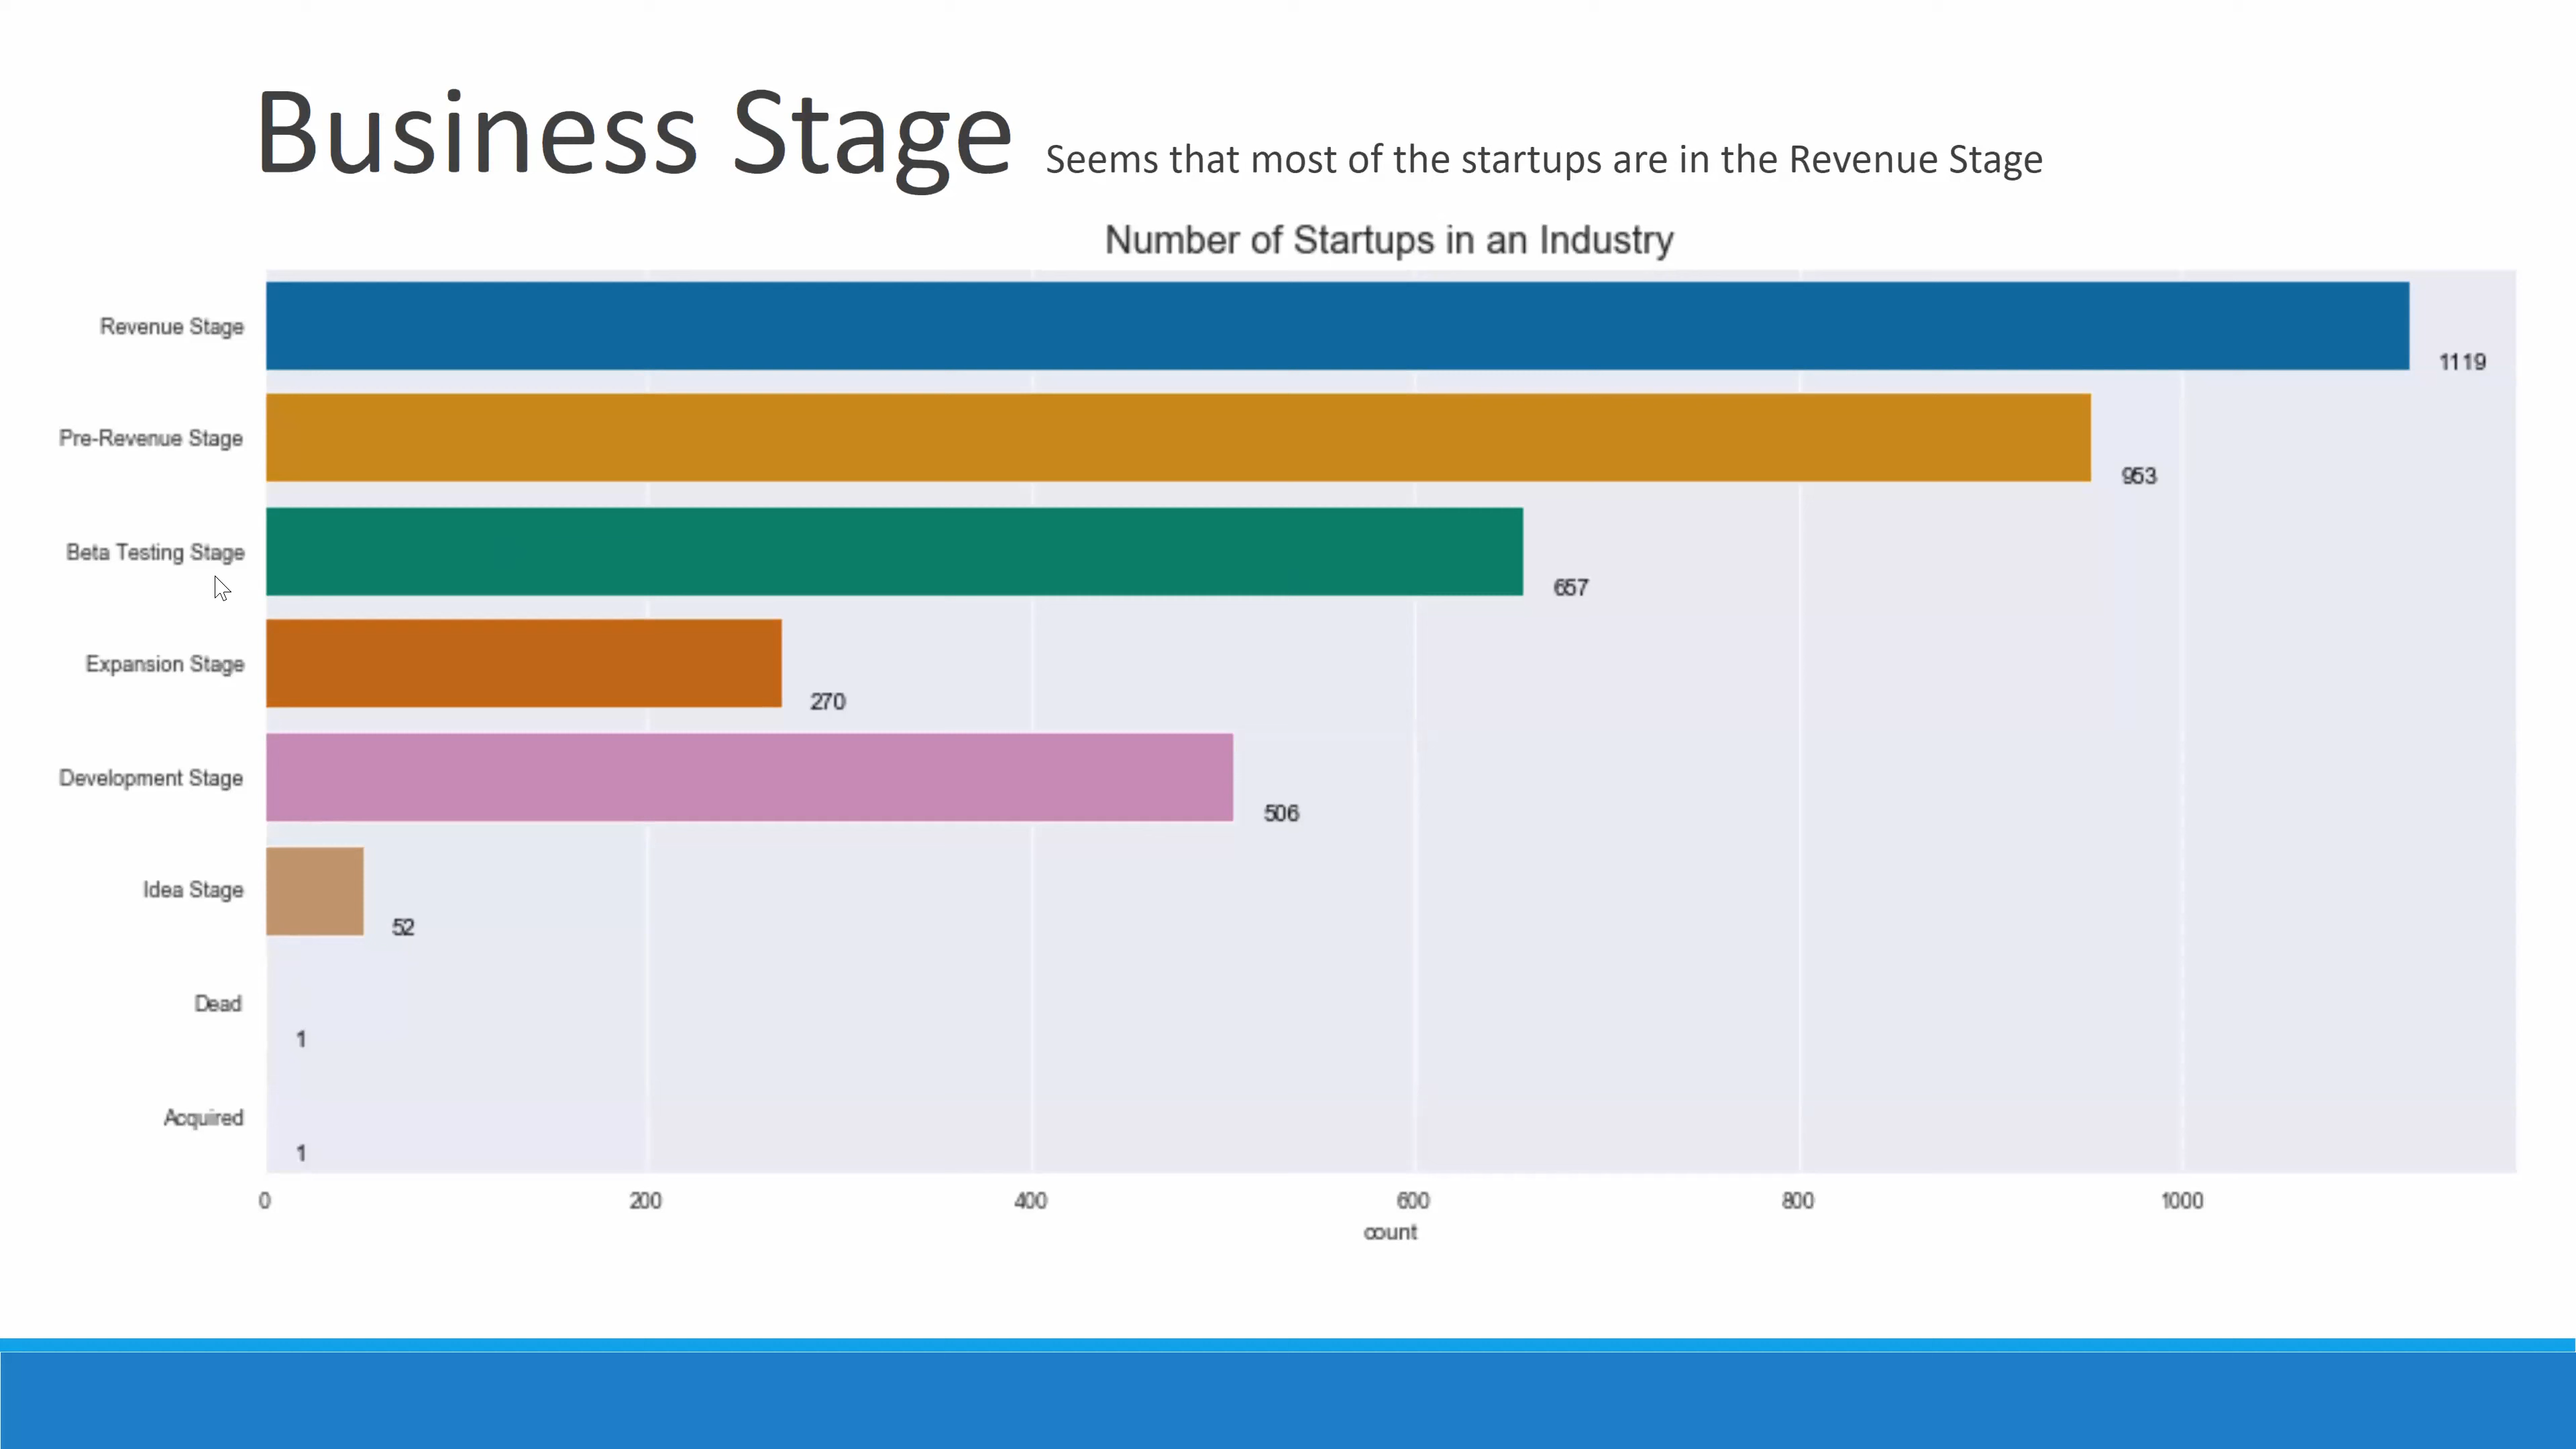 Business Stage Seems that most of the startups are in the Revenue Stage
Number of Startups in an Industry
Revenue Stage
1119
Pre-Revenue Stage
953
Beta Testing Stage
657
Expansion Stage
270
Development Stage
506
Idea Stage
52
Dead
1
Acquired
1
0 200 400 600 800 1000
count